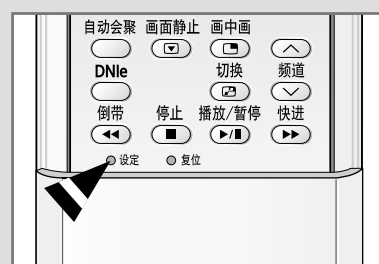 自动会聚 画面静止 画中画
DNIe 切换 频道
倒带 停止 播放/暂停 快进
设定 复位